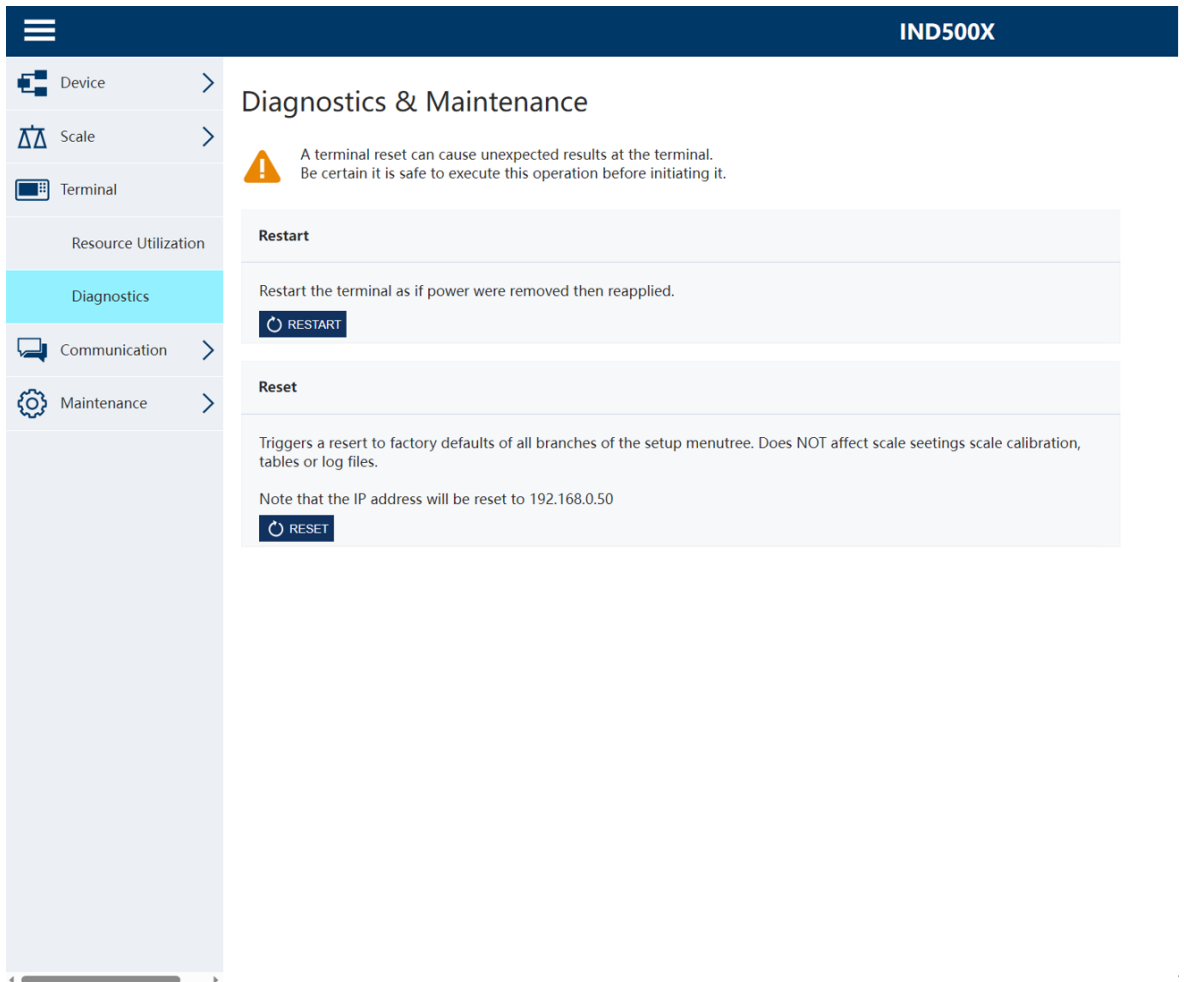 IND500X
Device
Scale
Terminal
Resource Utilization
Diagnostics
Communication
Maintenance
Diagnostics & Maintenance
A terminal reset can cause unexpected results at the terminal.
Be certain it is safe to execute this operation before initiating it.
Restart
Restart the terminal as if power were removed then reapplied.
RESTART
Reset
Triggers a resert to factory defaults of all branches of the setup menutree. Does NOT affect scale seetings scale calibration,
tables or log files.
Note that the IP address will be reset to 192.168.0.50
RESET